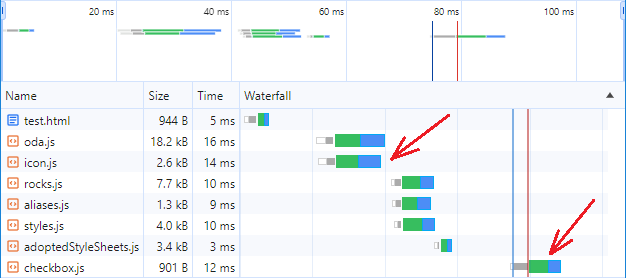 20 ms 40 ms 60 ms 80 ms 100 ms
Name Size Time Waterfall
test.html 944 B 5 ms
oda.js 18.2 kB 16 ms
icon.js 2.6 kB 14 ms
rocks.js 7.7 kB 10 ms
aliases.js 1.3 kB 9 ms
styles.js 4.0 kB 10 ms
adoptedStyleSheets.js 3.4 kB 3 ms
checkbox.js 901 B 12 ms